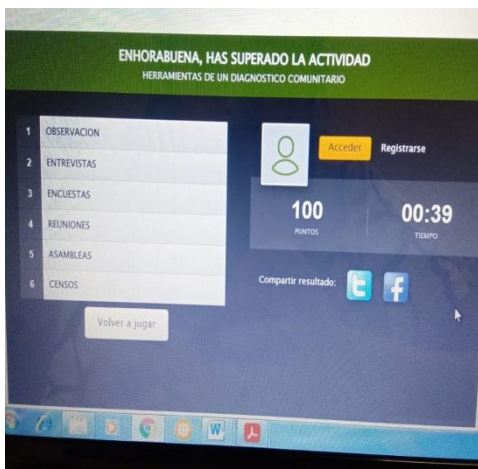 ENHORABUENA, HAS SUPERADO LA ACTIVIDAD
HERRAMIENTAS DE UN DIAGNOSTICO COMUNITARIO
1 OBSERVACION
2 ENTREVISTAS
3 ENCUESTAS
4 REUNIONES
5 ASAMBLEAS
6 CENSOS
Volver a jugar
Acceder Registrarse
100 00:39
PUNTOS TIEMPO
Compartir resultado: